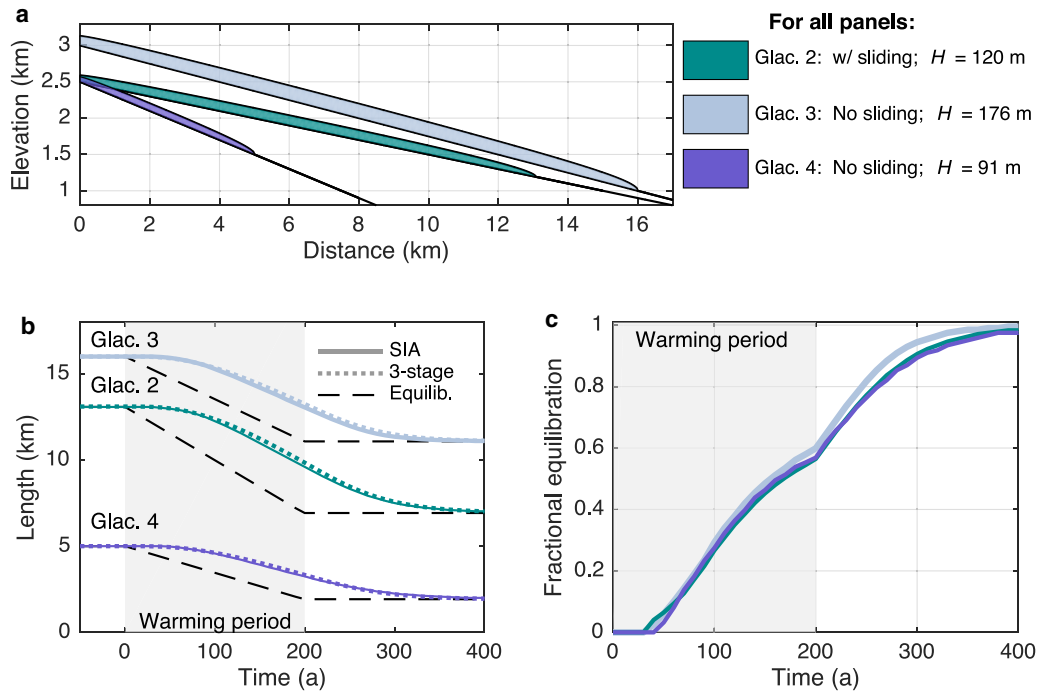 a
For all panels:
Glac. 2: w/ sliding; H = 120 m
Glac. 3: No sliding; H = 176 m
Glac. 4: No sliding; H = 91 m
Elevation (km)
3
2.5
2
1.5
1
0 2 4 6 8 10 12 14 16
Distance (km)
b
Glac. 3
Glac. 2
Glac. 4
SIA
3-stage
Equilib.
Warming period
Length (km)
15
10
5
0
0 100 200 300 400
Time (a)
c
Warming period
Fractional equilibration
1
0.8
0.6
0.4
0.2
0
0 100 200 300 400
Time (a)